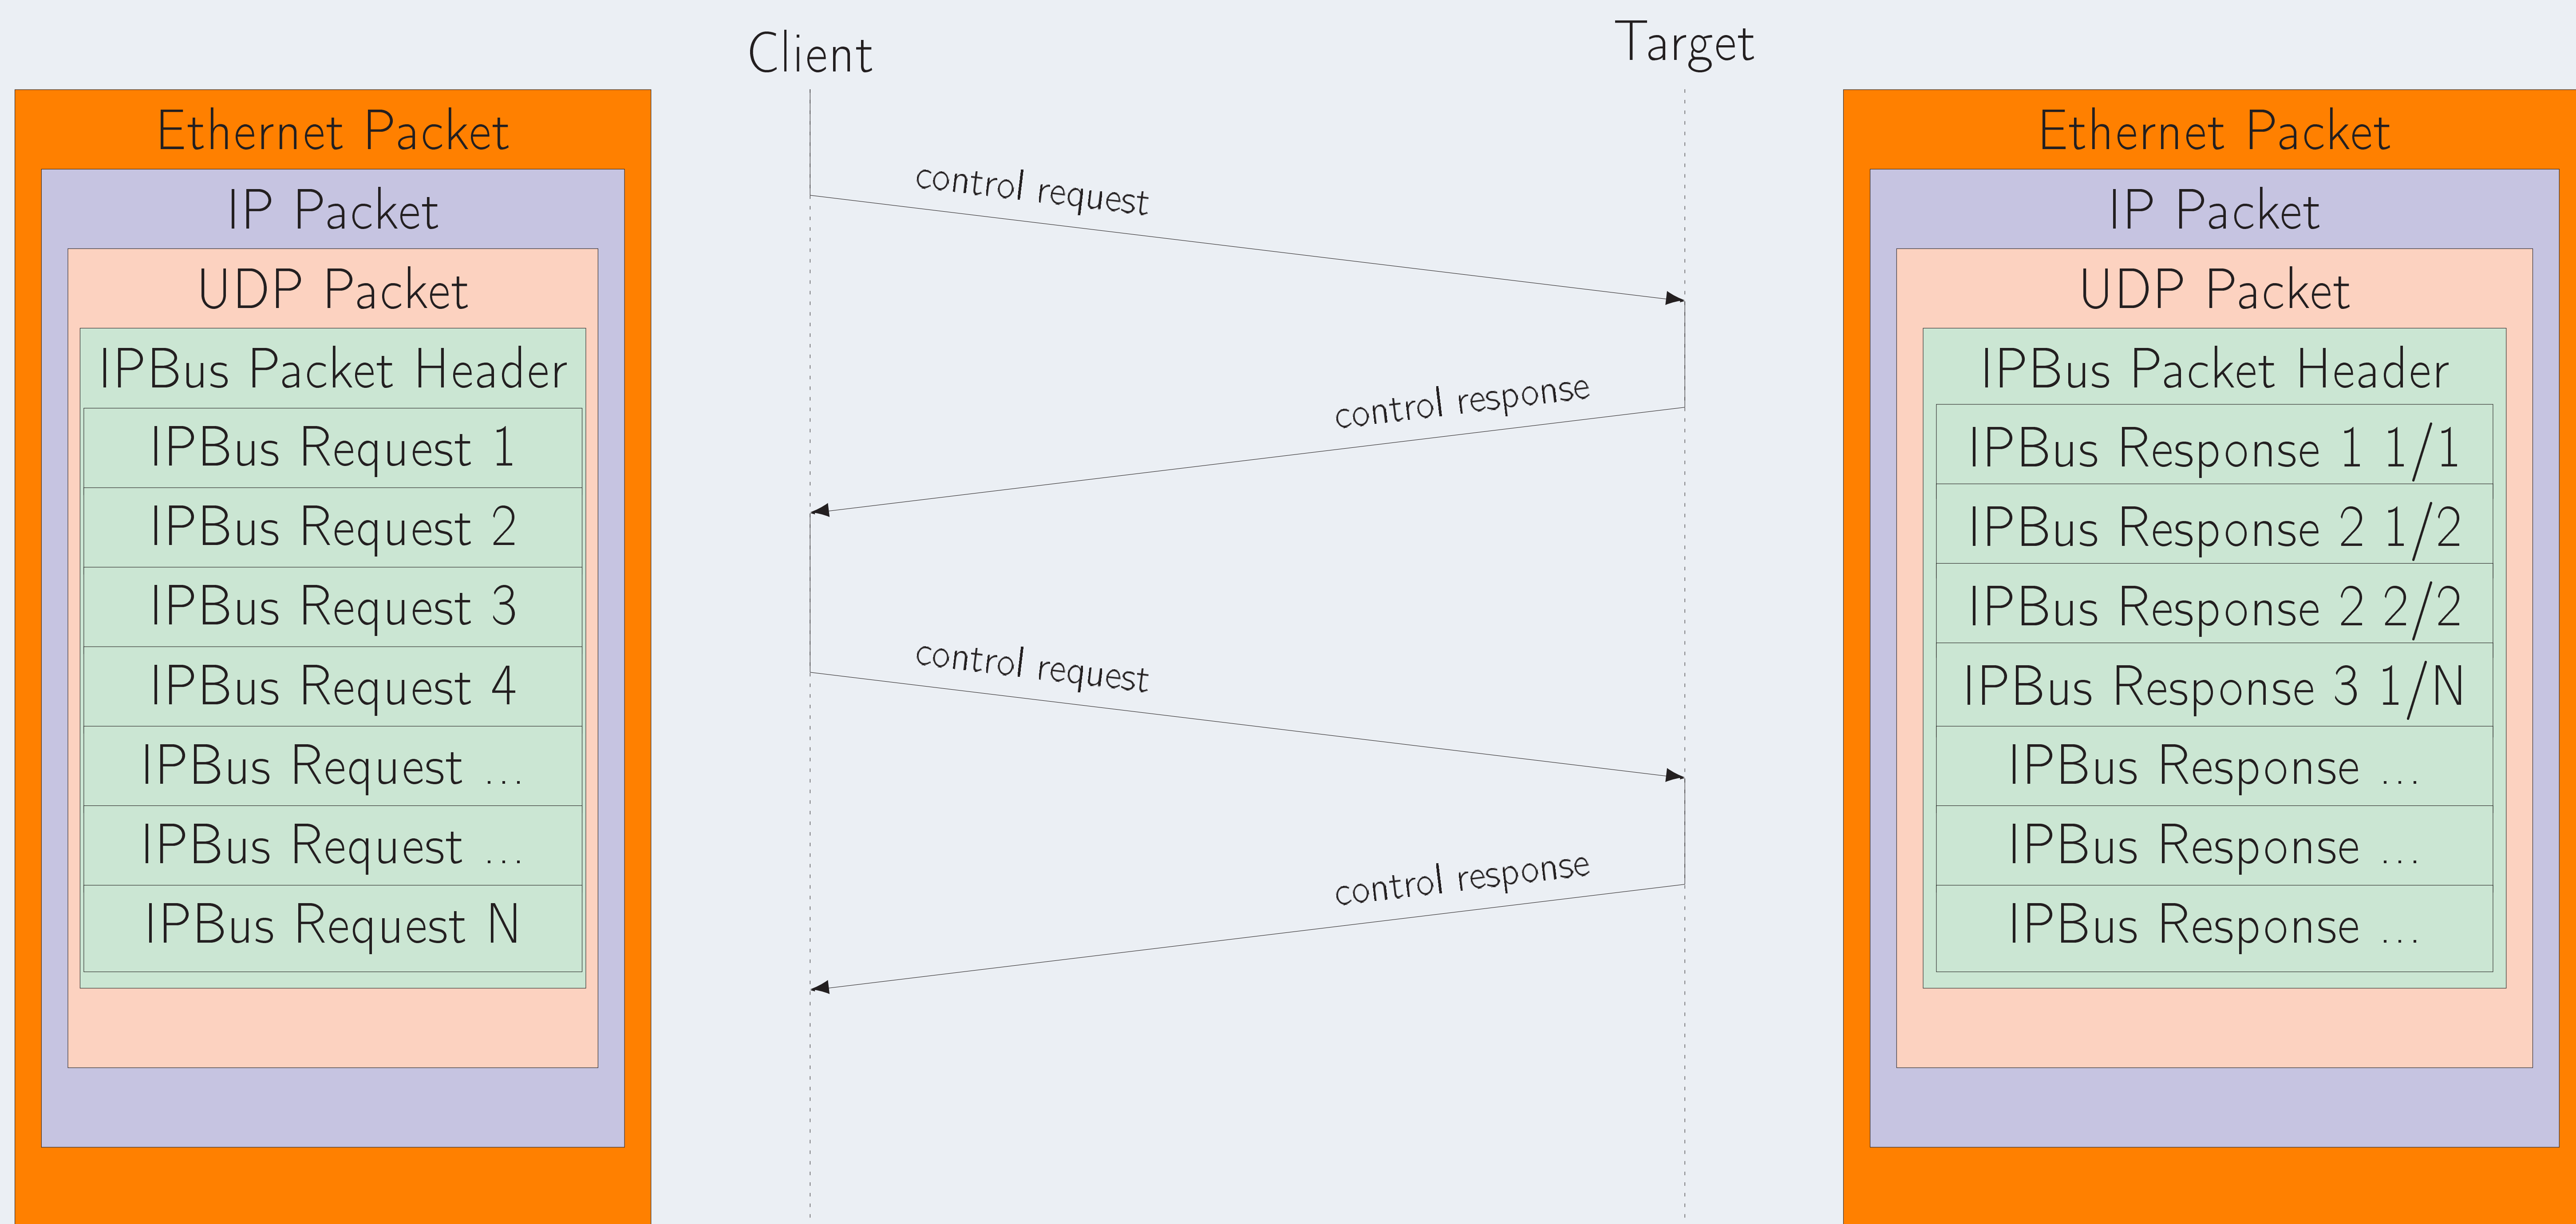 Client
Target
Ethernet Packet
IP Packet
UDP Packet
IPBus Packet Header
IPBus Request 1
IPBus Request 2
IPBus Request 3
IPBus Request 4
IPBus Request ...
IPBus Request ...
IPBus Request N
control request
control response
control request
control response
Ethernet Packet
IP Packet
UDP Packet
IPBus Packet Header
IPBus Response 1 1/1
IPBus Response 2 1/2
IPBus Response 2 2/2
IPBus Response 3 1/N
IPBus Response ...
IPBus Response ...
IPBus Response ...